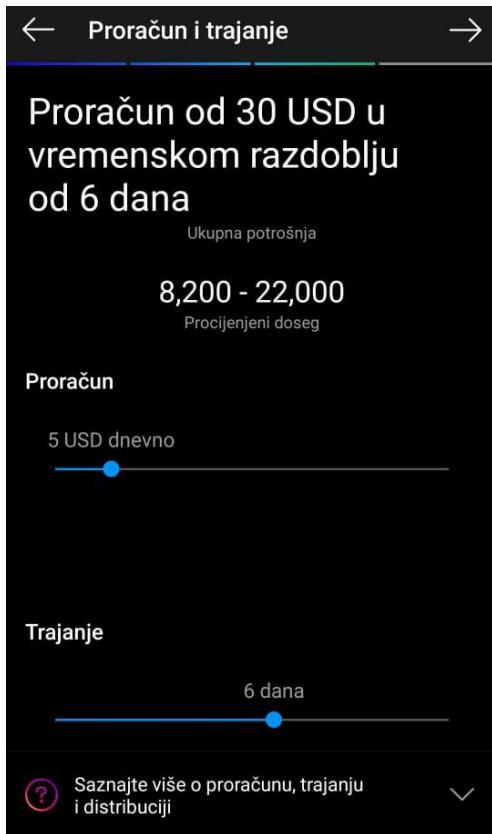 Proračun i trajanje
Proračun od 30 USD u
vremenskom razdoblju
od 6 dana
Ukupna potrošnja
8,200 - 22,000
Procijenjeni doseg
Proračun
5 USD dnevno
Trajanje
6 dana
?
Saznajte više o proračunu, trajanju
i distribuciji